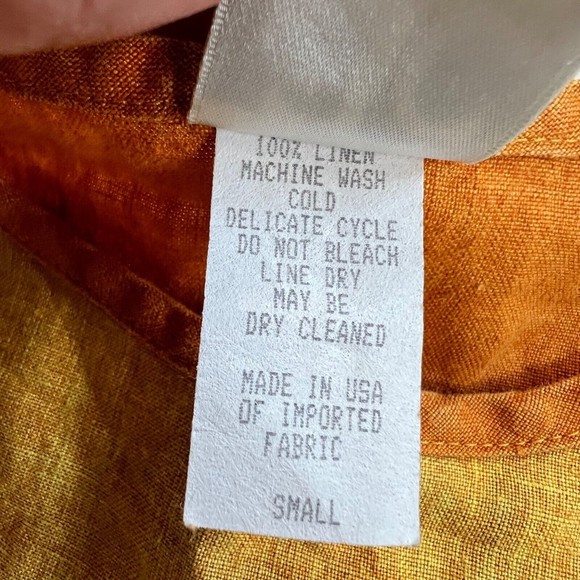 100% LINEN
MACHINE WASH
COLD
DELICATE CYCLE
DO NOT BLEACH
LINE DRY
MAY BE
DRY CLEANED
MADE IN USA
OF IMPORTED
FABRIC
SMALL